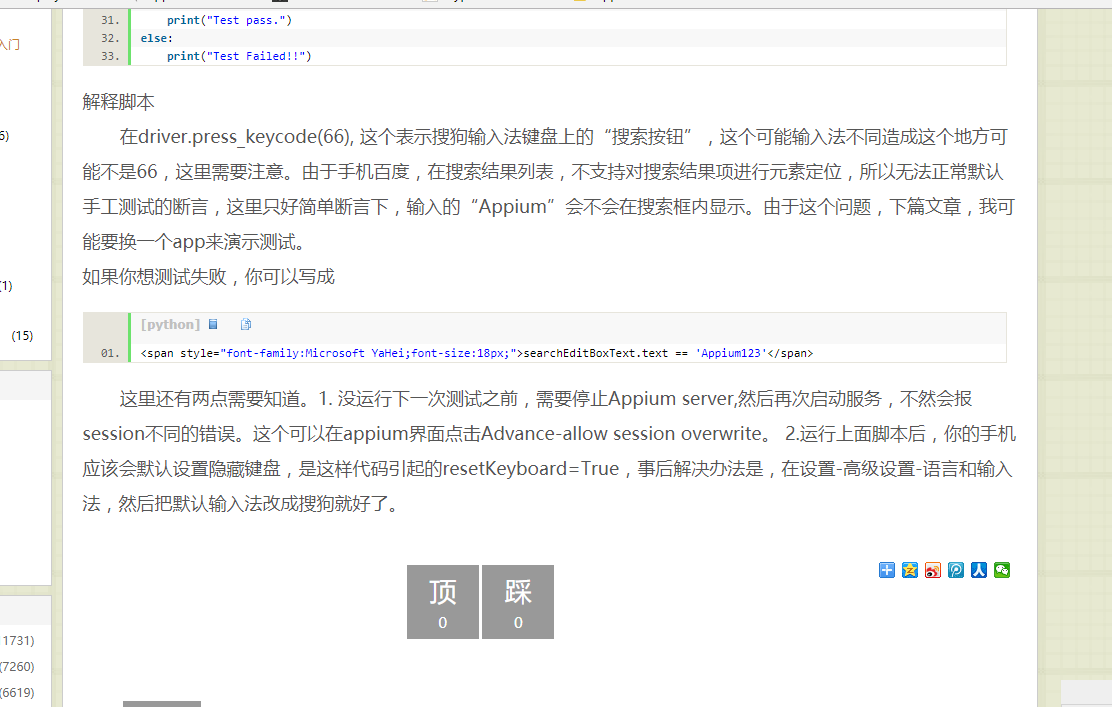 31. print("Test pass.")
入门
32. else:
33. print("Test Failed!!")
解释脚本
6)
在driver.press_keycode(66), 这个表示搜狗输入法键盘上的“搜索按钮”，这个可能输入法不同造成这个地方可
能不是66，这里需要注意。由于手机百度，在搜索结果列表，不支持对搜索结果项进行元素定位，所以无法正常默认
手工测试的断言，这里只好简单断言下，输入的“Appium”会不会在搜索框内显示。由于这个问题，下篇文章，我可
能要换一个app来演示测试。
如果你想测试失败，你可以写成
(1)
[python]
(15)
01. <span style="font-family:Microsoft YaHei;font-size:18px;">searchEditBoxText.text == 'Appium123'</span>
这里还有两点需要知道。1. 没运行下一次测试之前，需要停止Appium server,然后再次启动服务，不然会报
session不同的错误。这个可以在appium界面点击Advance-allow session overwrite。 2.运行上面脚本后，你的手机
应该会默认设置隐藏键盘，是这样代码引起的resetKeyboard=True，事后解决办法是，在设置-高级设置-语言和输入
法，然后把默认输入法改成搜狗就好了。
顶
0
踩
0
1731)
(7260)
(6619)